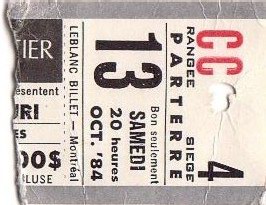 TIER
résentent
URI
ES
00$
LUSE
LEBLANC BILLET — Montréal
OCT. '84
13
SAMEDI
20 heures
Bon seulement
RANGEE
CC
PARTERRE
SIEGE
4